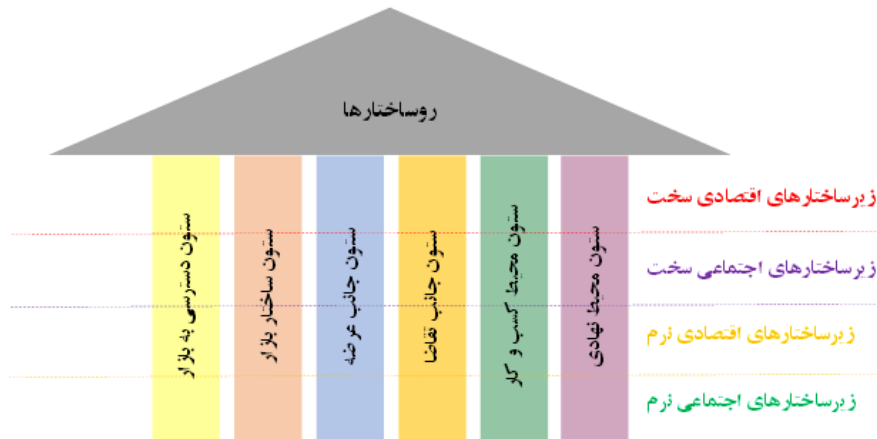 روساختارها
زیرساختارهای اقتصادی سخت
زیرساختارهای اجتماعی سخت
زیرساختارهای اقتصادی نرم
زیرساختارهای اجتماعی نرم
ستون محیط نهادی
ستون محیط کسب و کار
ستون جانب تقاضا
ستون جانب عرضه
ستون ساختار بازار
ستون دسترسی به بازار